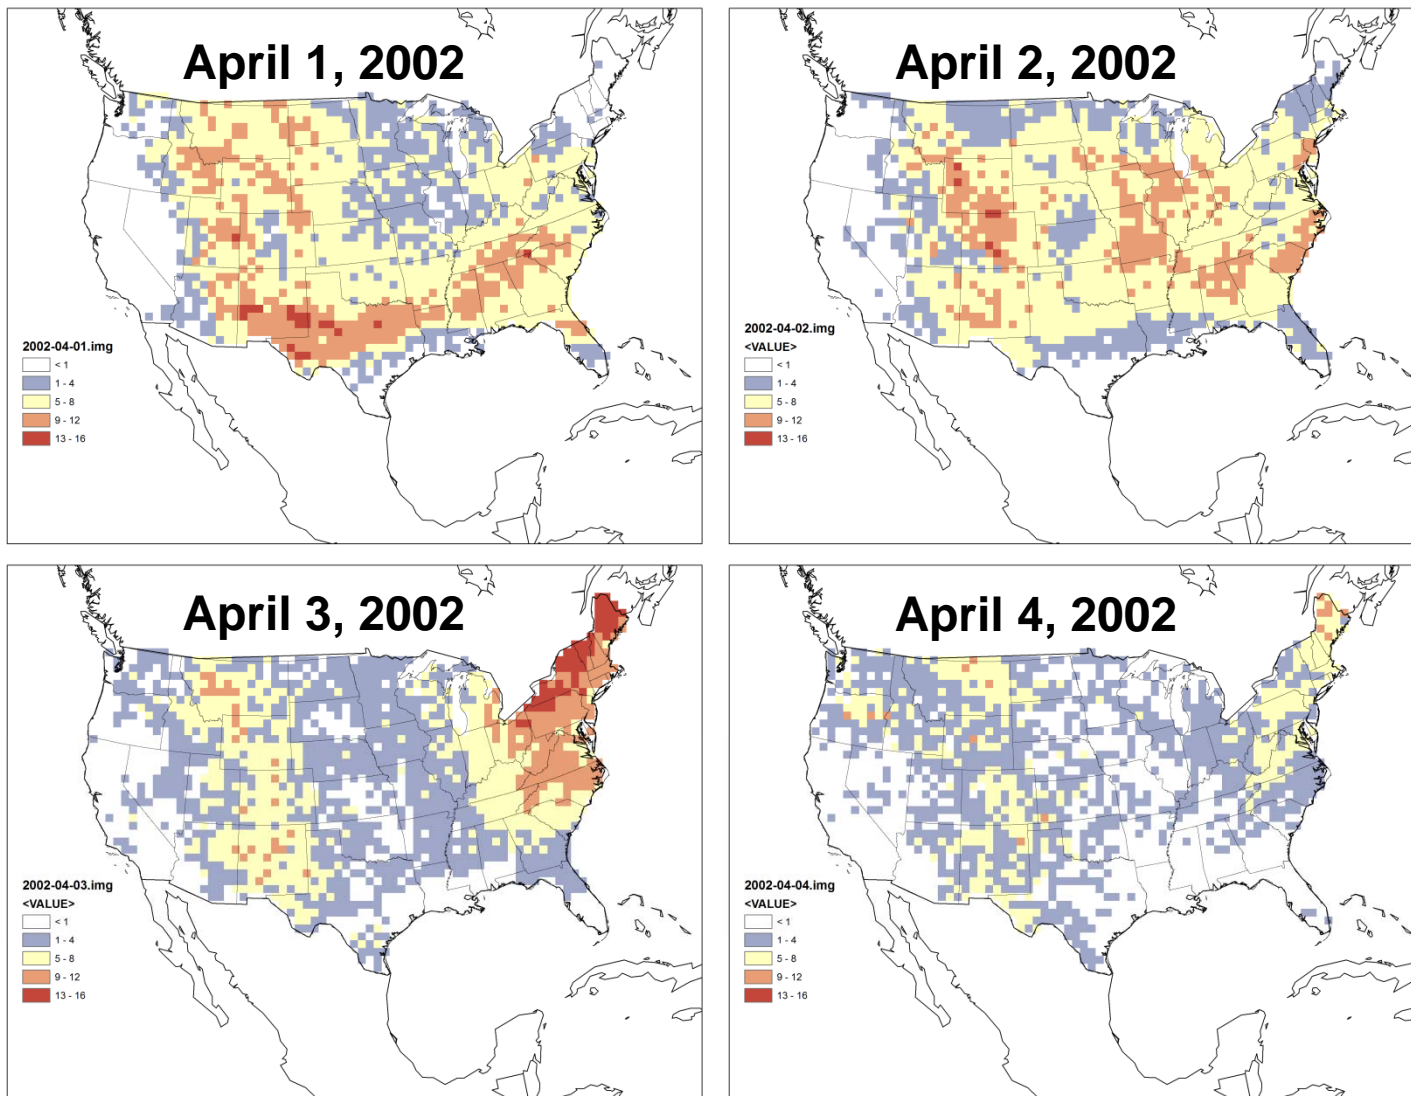 April 1, 2002
2002-04-01.img
< 1
1 - 4
5 - 8
9 - 12
13 - 16
April 2, 2002
2002-04-02.img
<VALUE>
< 1
1 - 4
5 - 8
9 - 12
13 - 16
April 3, 2002
2002-04-03.img
<VALUE>
< 1
1 - 4
5 - 8
9 - 12
13 - 16
April 4, 2002
2002-04-04.img
<VALUE>
< 1
1 - 4
5 - 8
9 - 12
13 - 16